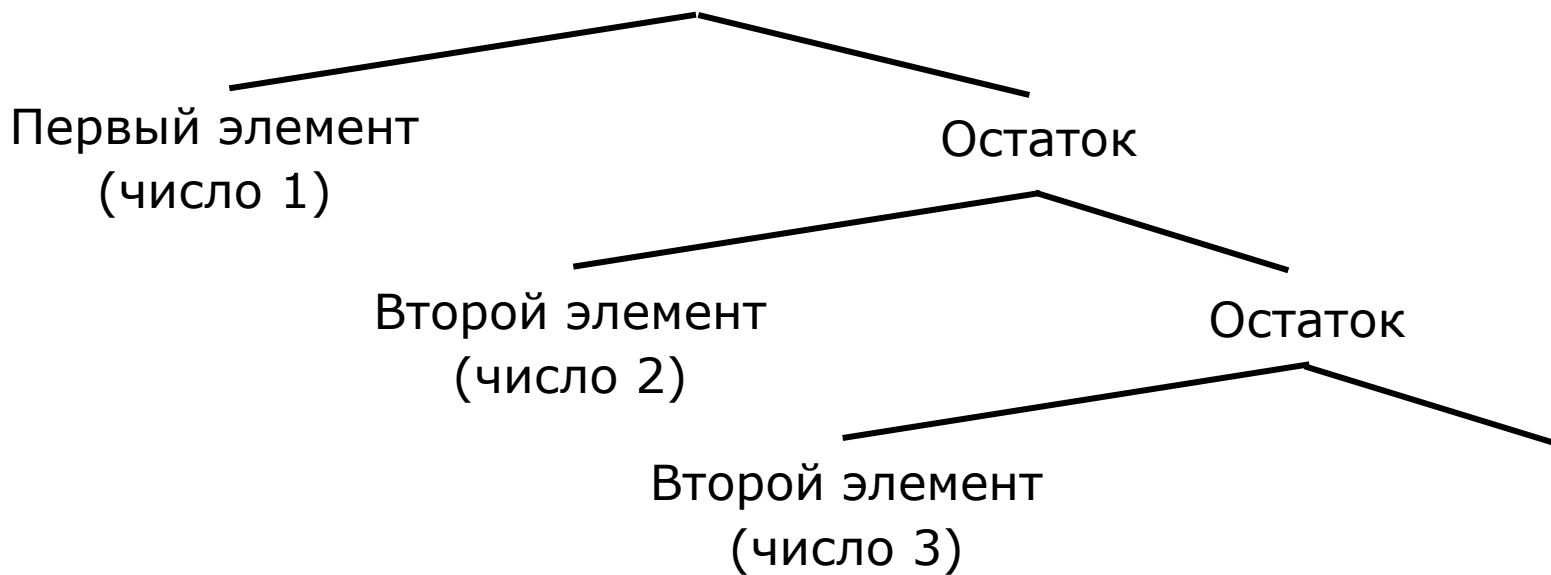 Первый элемент
(число 1)
Остаток
Второй элемент
(число 2)
Остаток
Второй элемент
(число 3)